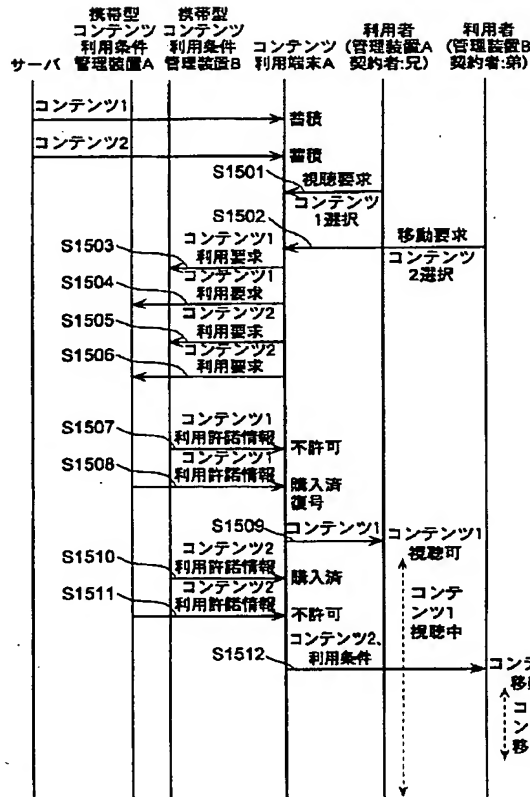 サーバ
携帯型
コンテンツ
利用条件
管理装置A
携帯型
コンテンツ
利用条件
管理装置B
コンテンツ
利用端末A
利用者
(管理装置A
契約者:兄)
利用者
(管理装置B
契約者:弟)
コンテンツ1
蓄積
コンテンツ2
蓄積
S1501
視聴要求
コンテンツ
1選択
S1502
移動要求
コンテンツ
2選択
S1503
コンテンツ1
利用要求
S1504
コンテンツ1
利用要求
S1505
コンテンツ2
利用要求
S1506
コンテンツ2
利用要求
S1507
コンテンツ1
利用許諾情報
不許可
S1508
コンテンツ1
利用許諾情報
購入済
復号
S1509
コンテンツ1
コンテンツ1
視聴可
S1510
コンテンツ2
利用許諾情報
購入済
S1511
コンテンツ2
利用許諾情報
不許可
コンテ
ンツ1
視聴中
S1512
コンテンツ2、
利用条件
コンテ
移
コ
ン
移